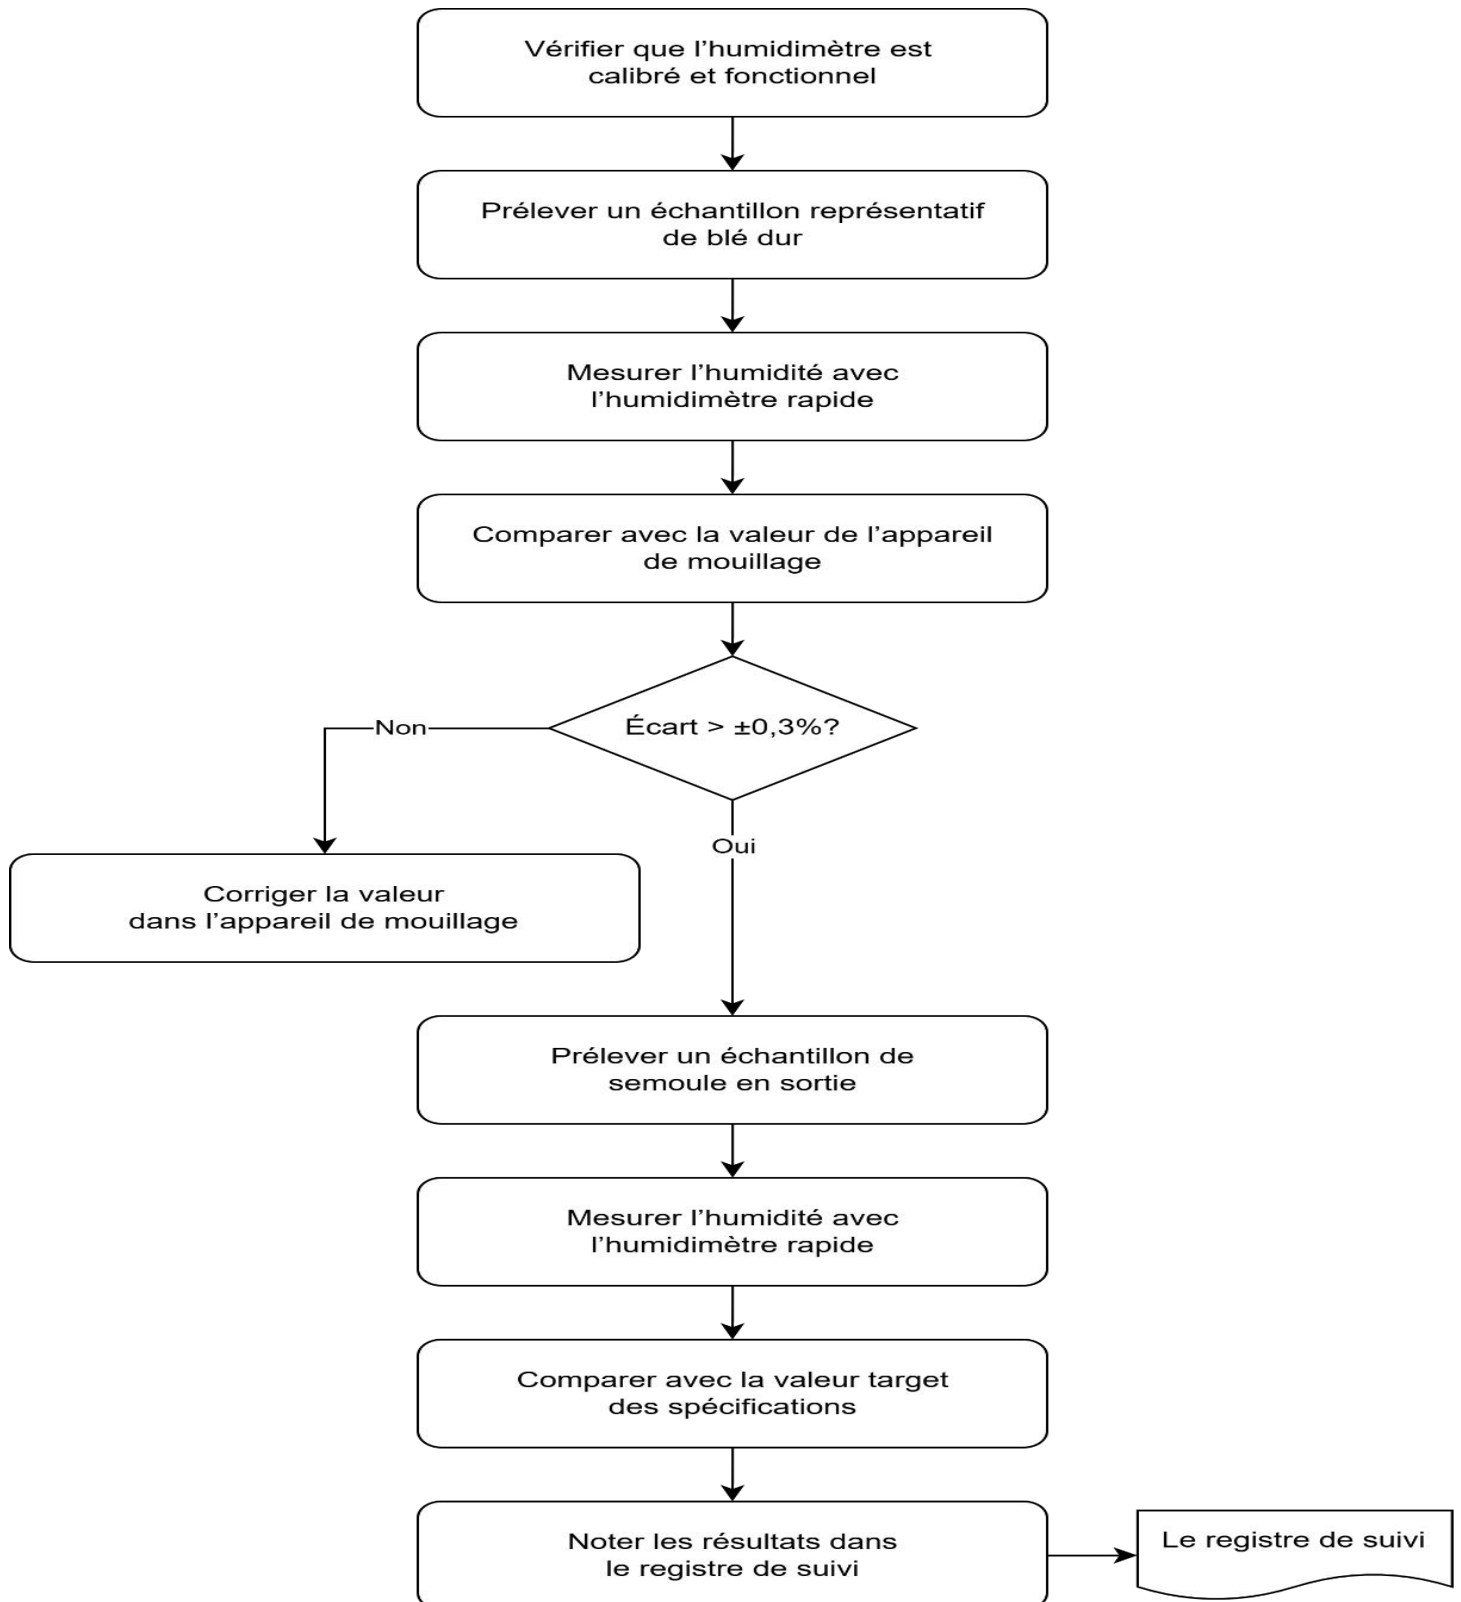 Vérifier que l’humidimètre est
calibré et fonctionnel
Prélever un échantillon représentatif
de blé dur
Mesurer l’humidité avec
l’humidimètre rapide
Comparer avec la valeur de l’appareil
de mouillage
Écart > ±0,3%?
Non
Oui
Corriger la valeur
dans l’appareil de mouillage
Prélever un échantillon de
semoule en sortie
Mesurer l’humidité avec
l’humidimètre rapide
Comparer avec la valeur target
des spécifications
Noter les résultats dans
le registre de suivi
Le registre de suivi